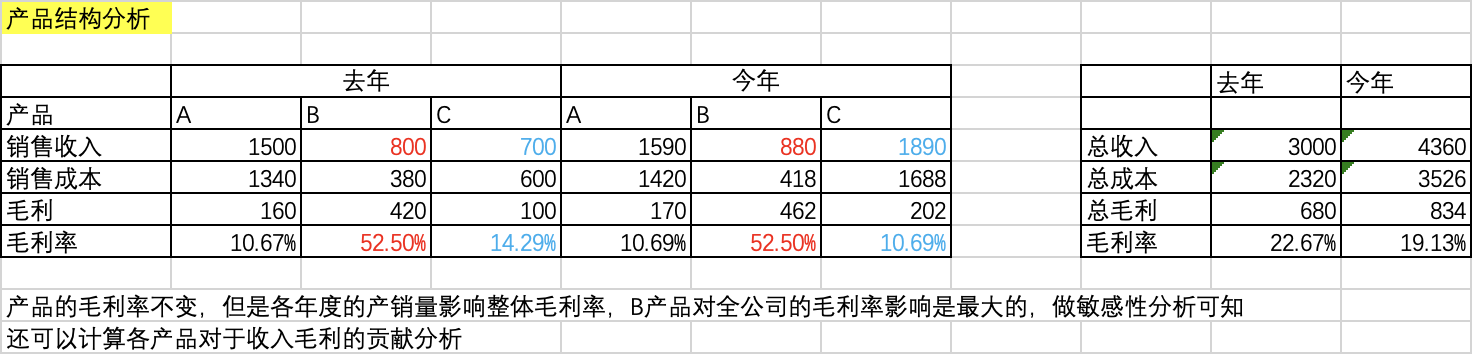 产品结构分析
去年 今年 去年 今年
产品 A B C A B C
销售收入 1500 800 700 1590 880 1890 总收入 3000 4360
销售成本 1340 380 600 1420 418 1688 总成本 2320 3526
毛利 160 420 100 170 462 202 总毛利 680 834
毛利率 10.67% 52.50% 14.29% 10.69% 52.50% 10.69% 毛利率 22.67% 19.13%
产品的毛利率不变，但是各年度的产销量影响整体毛利率，B产品对全公司的毛利率影响是最大的，做敏感性分析可知
还可以计算各产品对于收入毛利的贡献分析